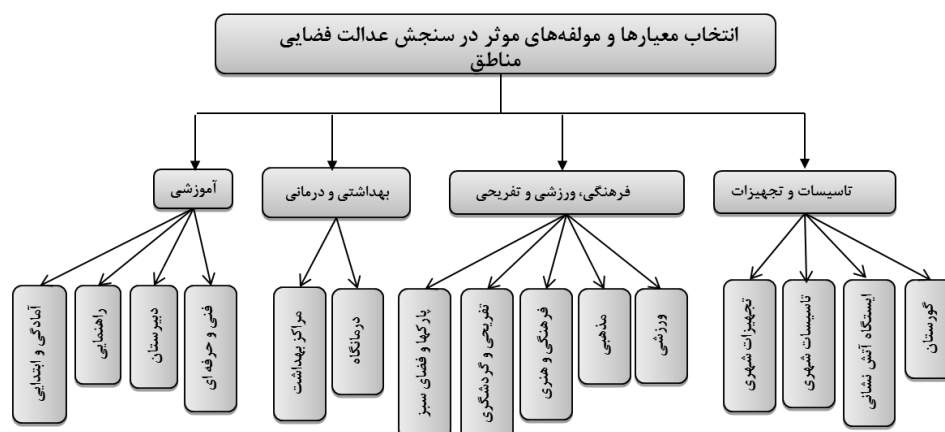 انتخاب معیارها و مولفه‌های موثر در سنجش عدالت فضایی
مناطق
تاسیسات و تجهیزات
فرهنگی، ورزشی و تفریحی
بهداشتی و درمانی
آموزشی
گورستان
ایستگاه آتش نشانی
تاسیسات شهری
تجهیزات شهری
ورزشی
مذهبی
فرهنگی و هنری
تفریحی و گردشگری
پارکها و فضای سبز
درمانگاه
مراکز بهداشت
فنی و حرفه ای
دبیرستان
راهنمایی
آمادگی و ابتدایی